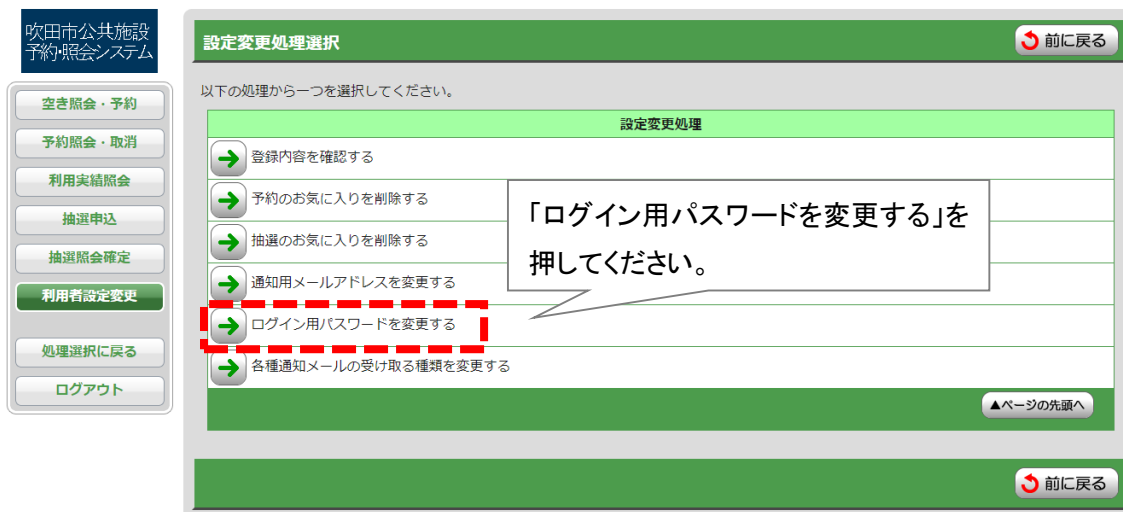 吹田市公共施設
予約・照会システム
空き照会・予約
予約照会・取消
利用実績照会
抽選申込
抽選照会確定
利用者設定変更
処理選択に戻る
ログアウト
設定変更処理選択
前に戻る
以下の処理から一つを選択してください。
設定変更処理
登録内容を確認する
予約のお気に入りを削除する
抽選のお気に入りを削除する
通知用メールアドレスを変更する
ログイン用パスワードを変更する
各種通知メールの受け取る種類を変更する
「ログイン用パスワードを変更する」を
押してください。
▲ページの先頭へ
前に戻る